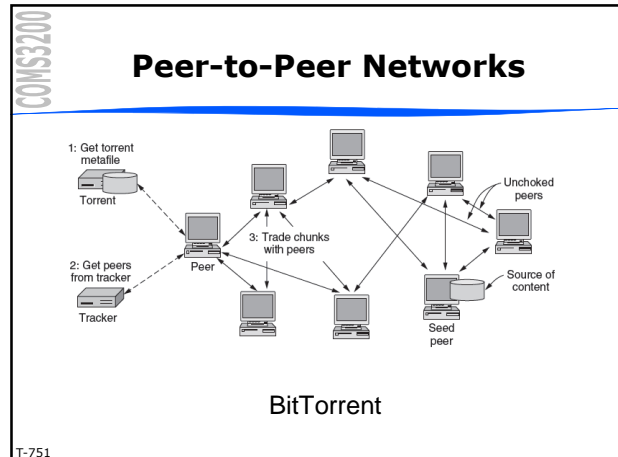 COMS3200
Peer-to-Peer Networks
1: Get torrent
metafile
Torrent
Unchoked
peers
3: Trade chunks
with peers
2: Get peers
from tracker
Peer
Source of
content
Tracker
Seed
peer
BitTorrent
T-751